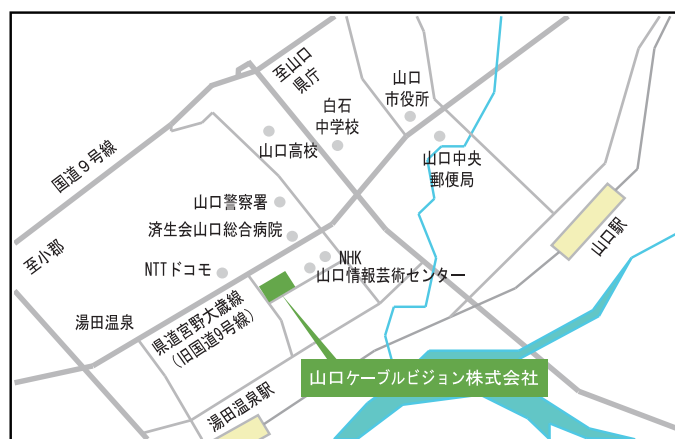 至山口
県庁
山口
市役所
白石
中学校
山口高校
山口中央
郵便局
国道9号線
山口警察署
済生会山口総合病院
山口駅
至小郡
NTTドコモ
NHK
山口情報芸術センター
湯田温泉
県道宮野大歳線
（旧国道9号線）
山口ケーブルビジョン株式会社
湯田温泉駅